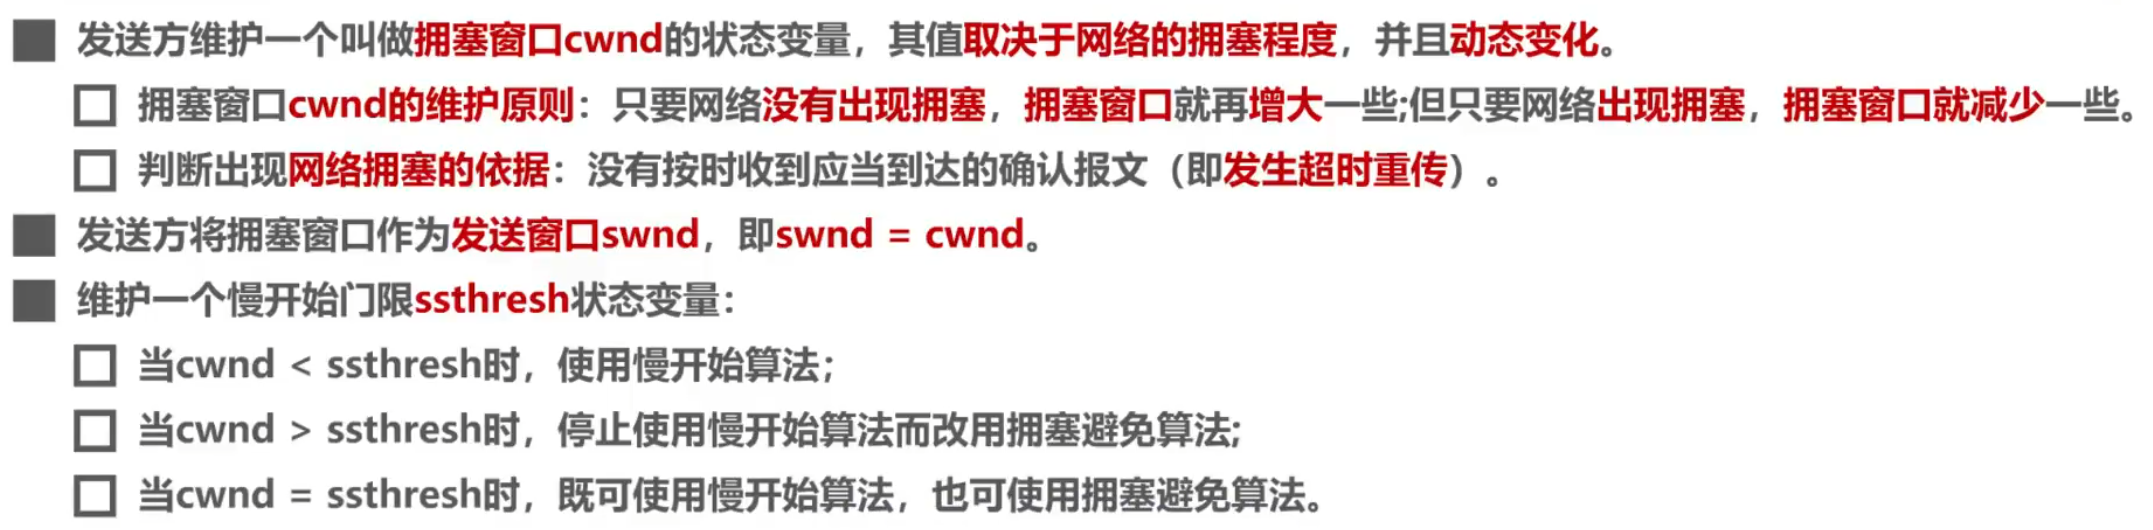 发送方维护一个叫做拥塞窗口cwnd的状态变量，其值取决于网络的拥塞程度，并且动态变化。
拥塞窗口cwnd的维护原则：只要网络没有出现拥塞，拥塞窗口就再增大一些;但只要网络出现拥塞，拥塞窗口就减少一些。
判断出现网络拥塞的依据：没有按时收到应当到达的确认报文（即发生超时重传）。
发送方将拥塞窗口作为发送窗口swnd，即swnd = cwnd。
维护一个慢开始门限ssthresh状态变量：
当cwnd < ssthresh时，使用慢开始算法；
当cwnd > ssthresh时，停止使用慢开始算法而改用拥塞避免算法;
当cwnd = ssthresh时，既可使用慢开始算法，也可使用拥塞避免算法。